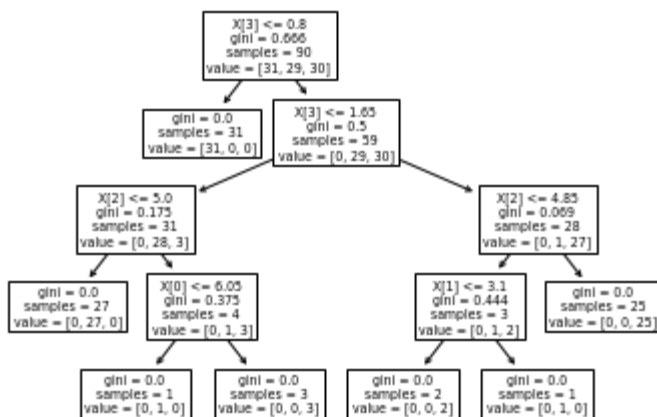 X[3] <= 0.8
gini = 0.666
samples = 90
value = [31, 29, 30]
gini = 0.0
samples = 31
value = [31, 0, 0]
X[3] <= 1.65
gini = 0.5
samples = 59
value = [0, 29, 30]
X[2] <= 5.0
gini = 0.175
samples = 31
value = [0, 28, 3]
X[2] <= 4.85
gini = 0.069
samples = 28
value = [0, 1, 27]
gini = 0.0
samples = 27
value = [0, 27, 0]
X[0] <= 6.05
gini = 0.375
samples = 4
value = [0, 1, 3]
X[1] <= 3.1
gini = 0.444
samples = 3
value = [0, 1, 2]
gini = 0.0
samples = 25
value = [0, 0, 25]
gini = 0.0
samples = 1
value = [0, 1, 0]
gini = 0.0
samples = 3
value = [0, 0, 3]
gini = 0.0
samples = 2
value = [0, 0, 2]
gini = 0.0
samples = 1
value = [0, 1, 0]